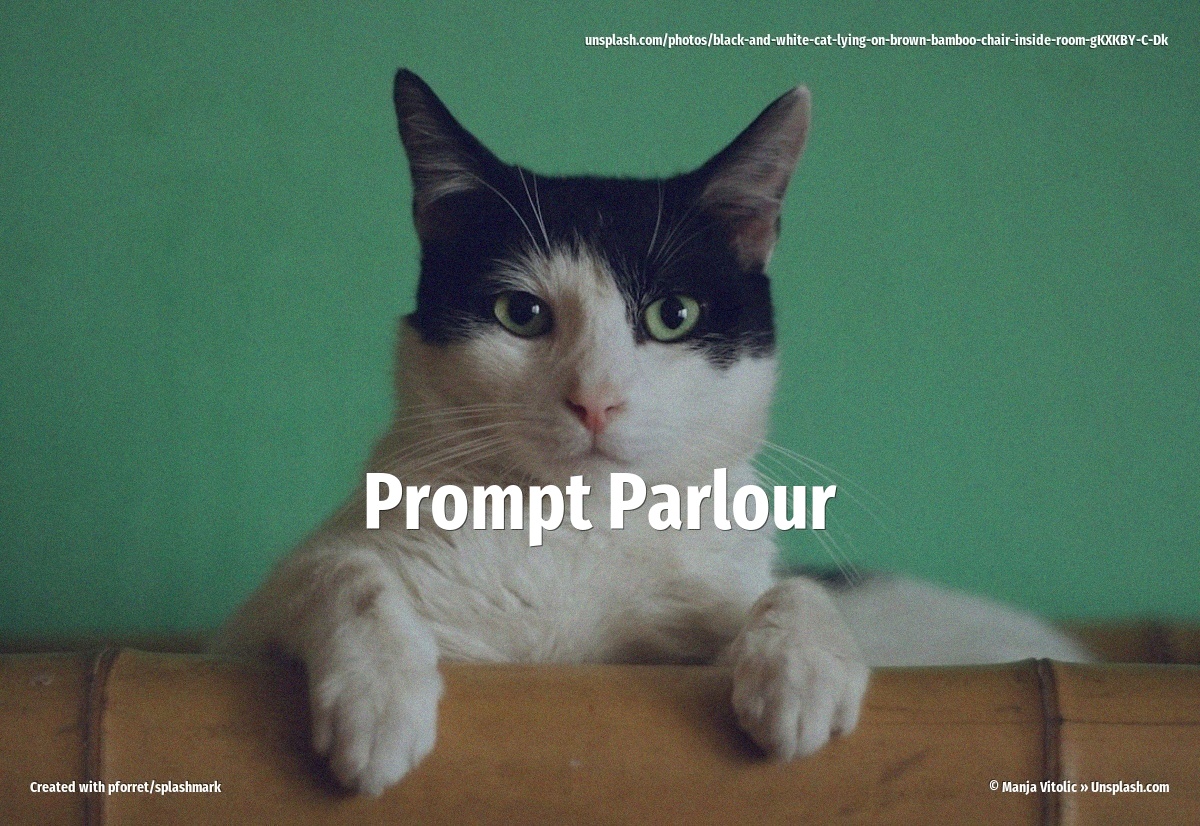 unsplash.com/photos/black-and-white-cat-lying-on-brown-bamboo-chair-inside-room-gKXKBY-C-Dk
Prompt Parlour
Created with pforret/splashmark
© Manja Vitolic » Unsplash.com